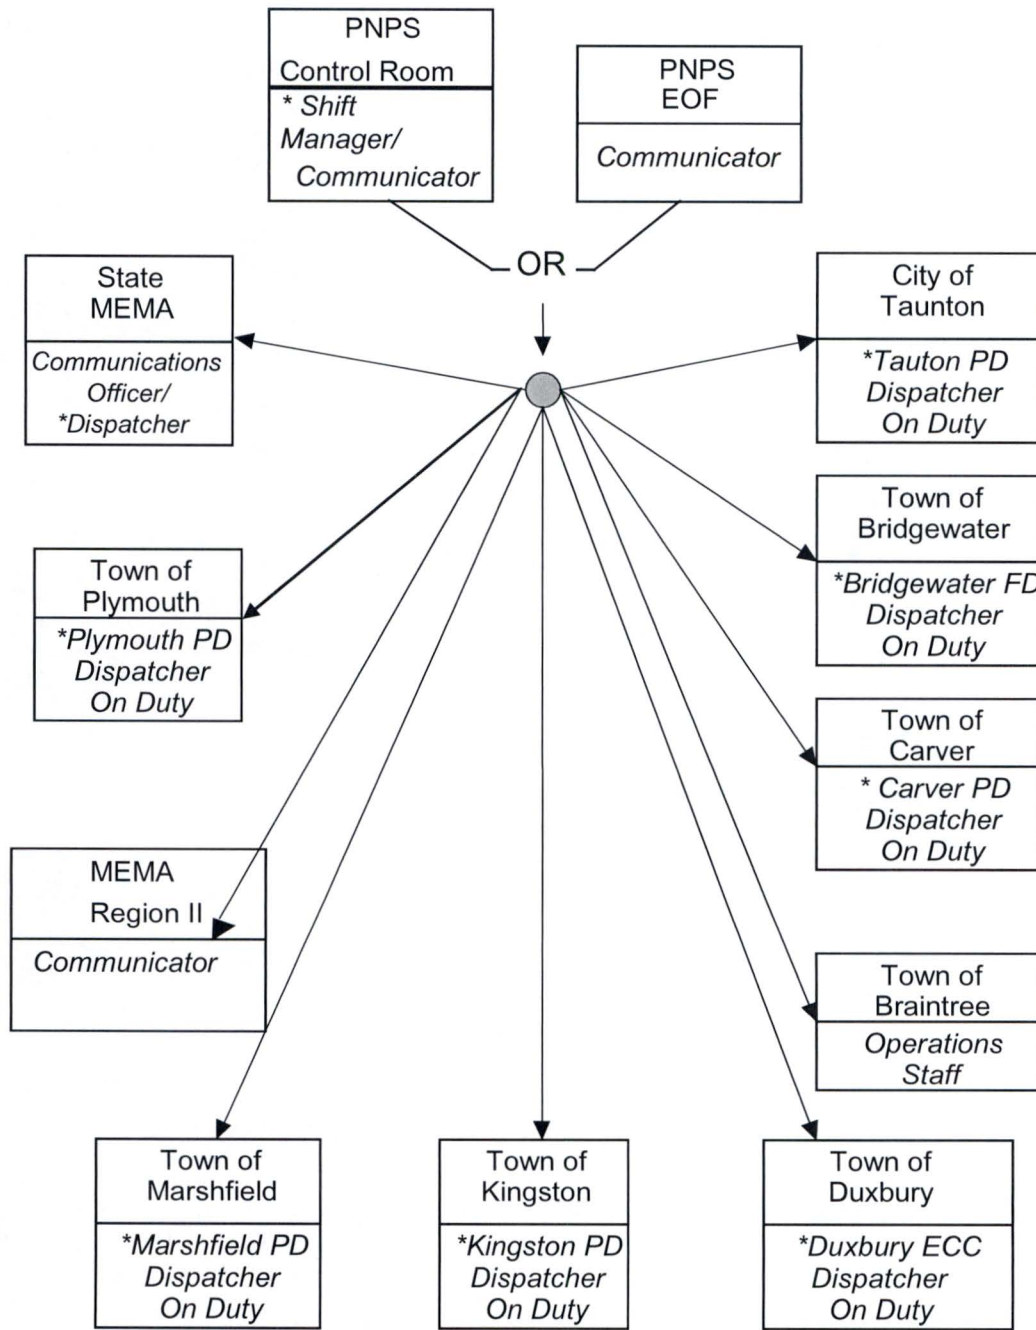 PNPS
Control Room
* Shift
Manager/
Communicator
PNPS
EOF
Communicator
OR
State
MEMA
Communications
Officer/
*Dispatcher
City of
Taunton
*Tauton PD
Dispatcher
On Duty
Town of
Bridgewater
*Bridgewater FD
Dispatcher
On Duty
Town of
Plymouth
*Plymouth PD
Dispatcher
On Duty
Town of
Carver
* Carver PD
Dispatcher
On Duty
MEMA
Region II
Communicator
Town of
Braintree
Operations
Staff
Town of
Marshfield
*Marshfield PD
Dispatcher
On Duty
Town of
Kingston
*Kingston PD
Dispatcher
On Duty
Town of
Duxbury
*Duxbury ECC
Dispatcher
On Duty